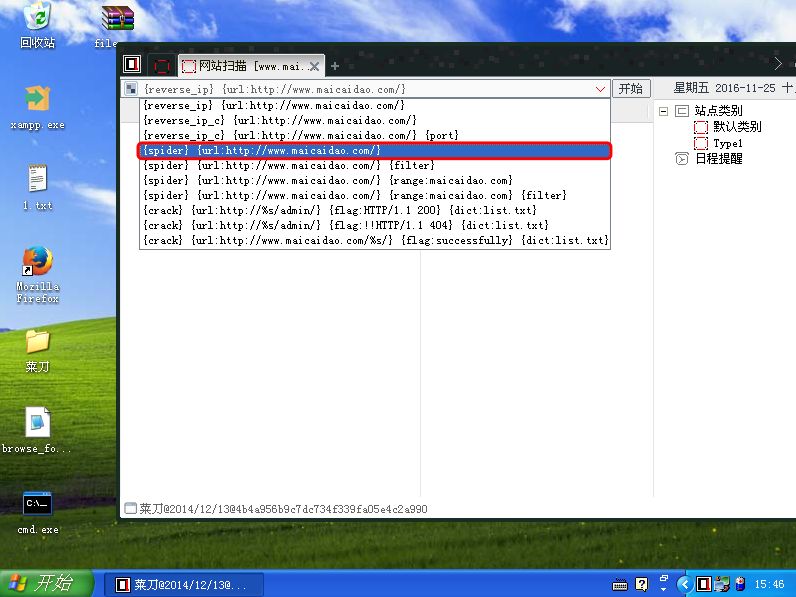 回收站
file
xampp.exe
1.txt
Mozilla
Firefox
菜刀
browse_fo...
cmd.exe
网站扫描 [www.mai..
{reverse_ip} {url:http://www.maicaidao.com/}
开始
星期五 2016-11-25 十
{reverse_ip} {url:http://www.maicaidao.com/}
{reverse_ip_c} {url:http://www.maicaidao.com/}
{reverse_ip_c} {url:http://www.maicaidao.com/} {port}
{spider} {url:http://www.maicaidao.com/}
{spider} {url:http://www.maicaidao.com/} {filter}
{spider} {url:http://www.maicaidao.com/} {range:maicaidao.com}
{spider} {url:http://www.maicaidao.com/} {range:maicaidao.com} {filter}
{crack} {url:http://%s/admin/} {flag:HTTP/1.1 200} {dict:list.txt}
{crack} {url:http://%s/admin/} {flag:!!HTTP/1.1 404} {dict:list.txt}
{crack} {url:http://www.maicaidao.com/%s/} {flag:successfully} {dict:list.txt}
站点类别
默认类别
Type1
日程提醒
菜刀@2014/12/13@4b4a956b9c7dc734f339fa05e4c2a990
开始
菜刀@2014/12/13@...
15:46